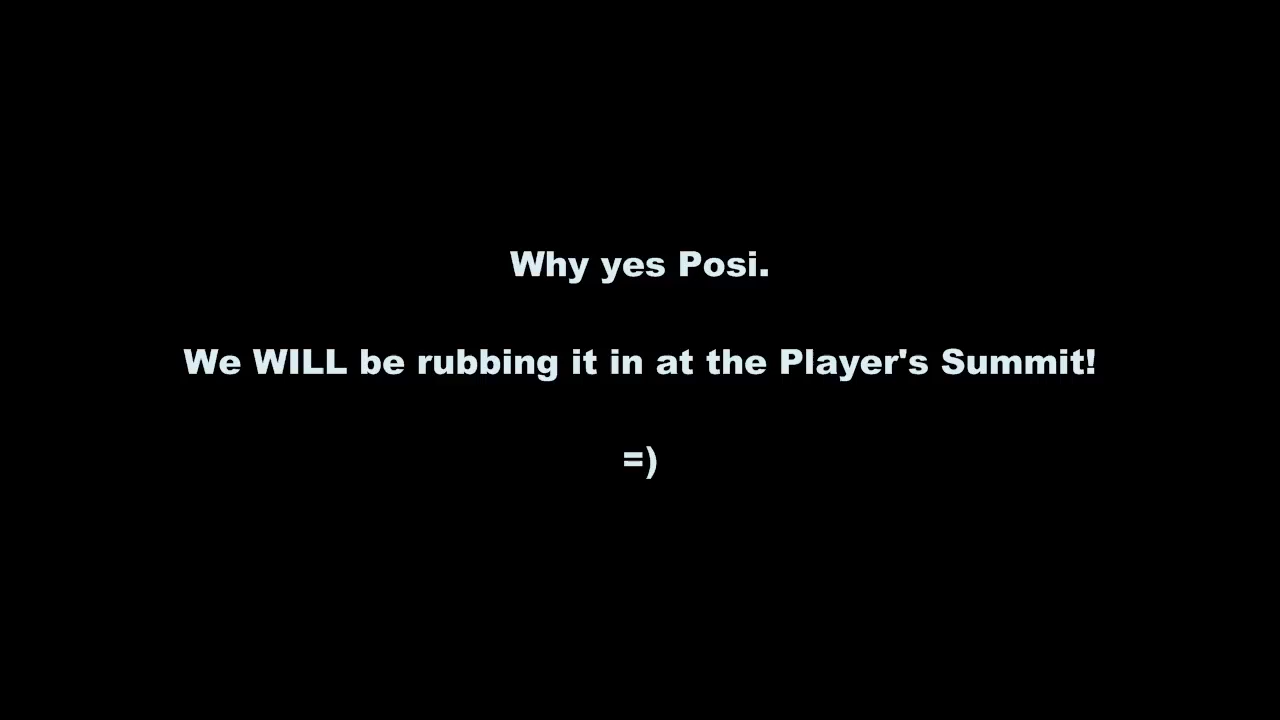 Why yes Posi.
We WILL be rubbing it in at the Player's Summit!
=)